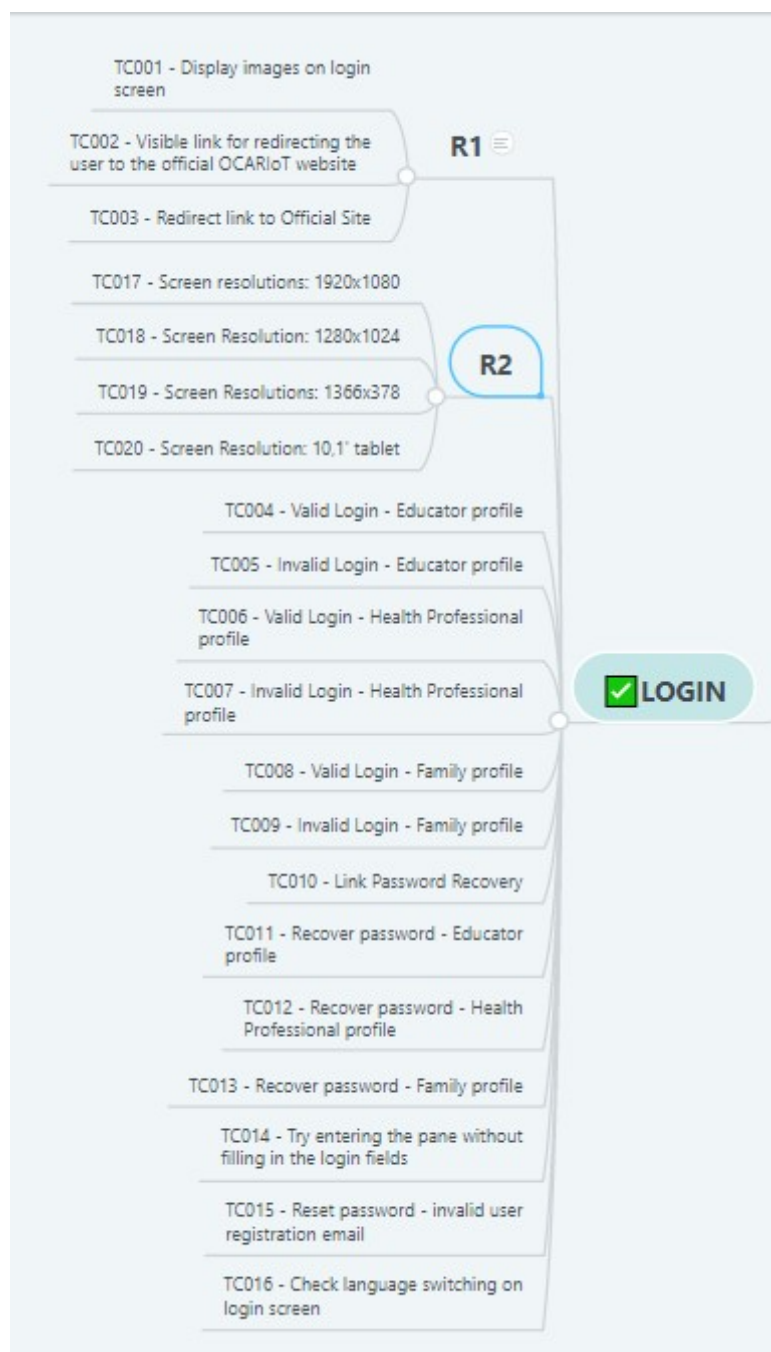 TC001 - Display images on login
screen
TC002 - Visible link for redirecting the
user to the official OCARIoT website
R1
TC003 - Redirect link to Official Site
TC017 - Screen resolutions: 1920x1080
TC018 - Screen Resolution: 1280x1024
R2
TC019 - Screen Resolutions: 1366x378
TC020 - Screen Resolution: 10,1' tablet
TC004 - Valid Login - Educator profile
TC005 - Invalid Login - Educator profile
TC006 - Valid Login - Health Professional
profile
TC007 - Invalid Login - Health Professional
profile
LOGIN
TC008 - Valid Login - Family profile
TC009 - Invalid Login - Family profile
TC010 - Link Password Recovery
TC011 - Recover password - Educator
profile
TC012 - Recover password - Health
Professional profile
TC013 - Recover password - Family profile
TC014 - Try entering the pane without
filling in the login fields
TC015 - Reset password - invalid user
registration email
TC016 - Check language switching on
login screen